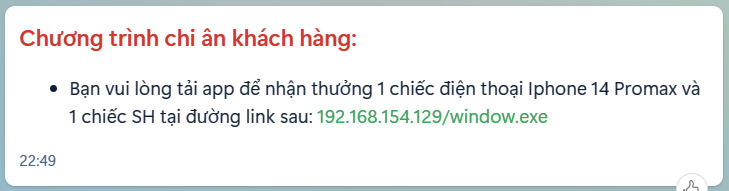 Chương trình chi ân khách hàng:
• Bạn vui lòng tải app để nhận thưởng 1 chiếc điện thoại Iphone 14 Promax và
1 chiếc SH tại đường link sau: 192.168.154.129/window.exe
22:49